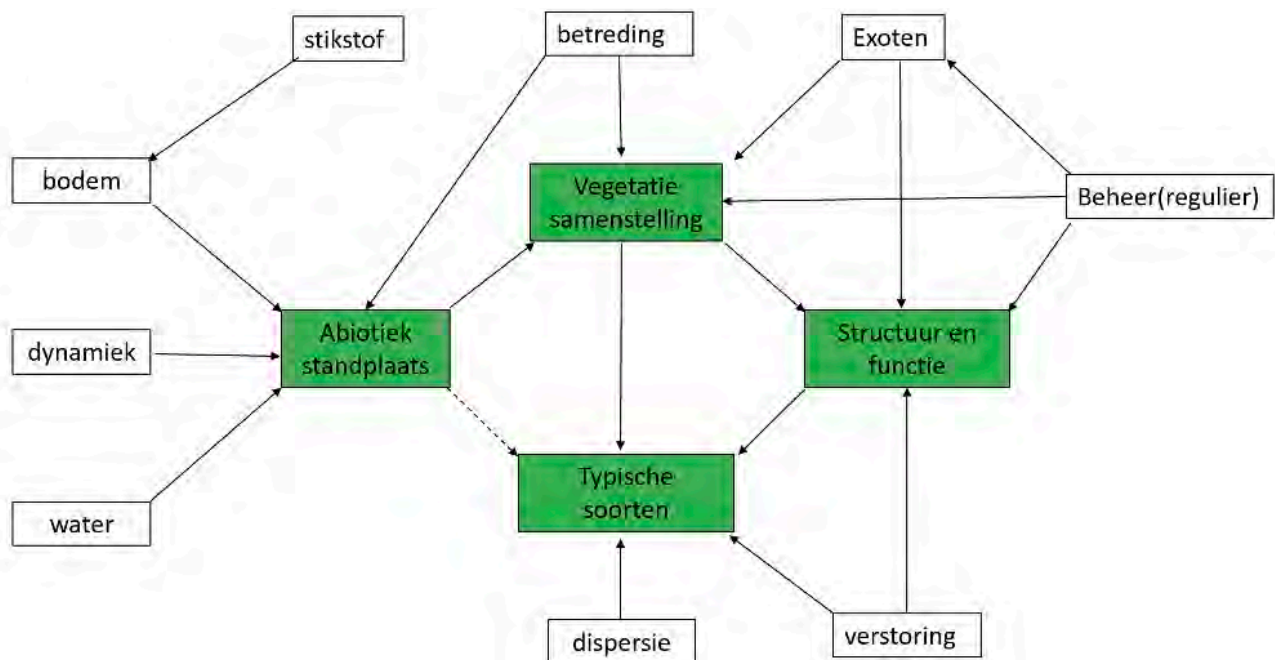 stikstof
betreding
Exoten
bodem
Vegetatie
samenstelling
Beheer(regulier)
dynamiek
Abiotiek
standplaats
Structuur en
functie
water
Typische
soorten
dispersie
verstoring